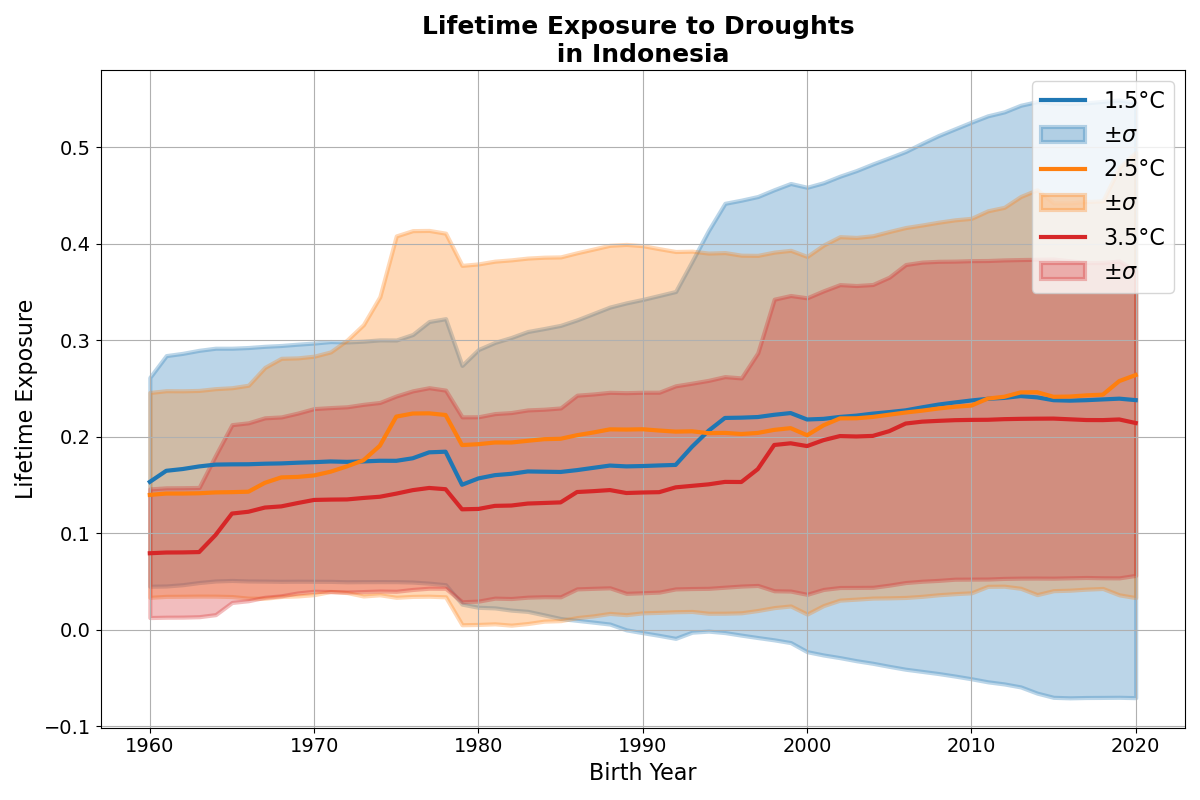 Lifetime Exposure to Droughts
in Indonesia
1.5°C
±σ
2.5°C
±σ
3.5°C
±σ
Lifetime Exposure
0.5
0.4
0.3
0.2
0.1
0.0
−0.1
1960 1970 1980 1990 2000 2010 2020
Birth Year